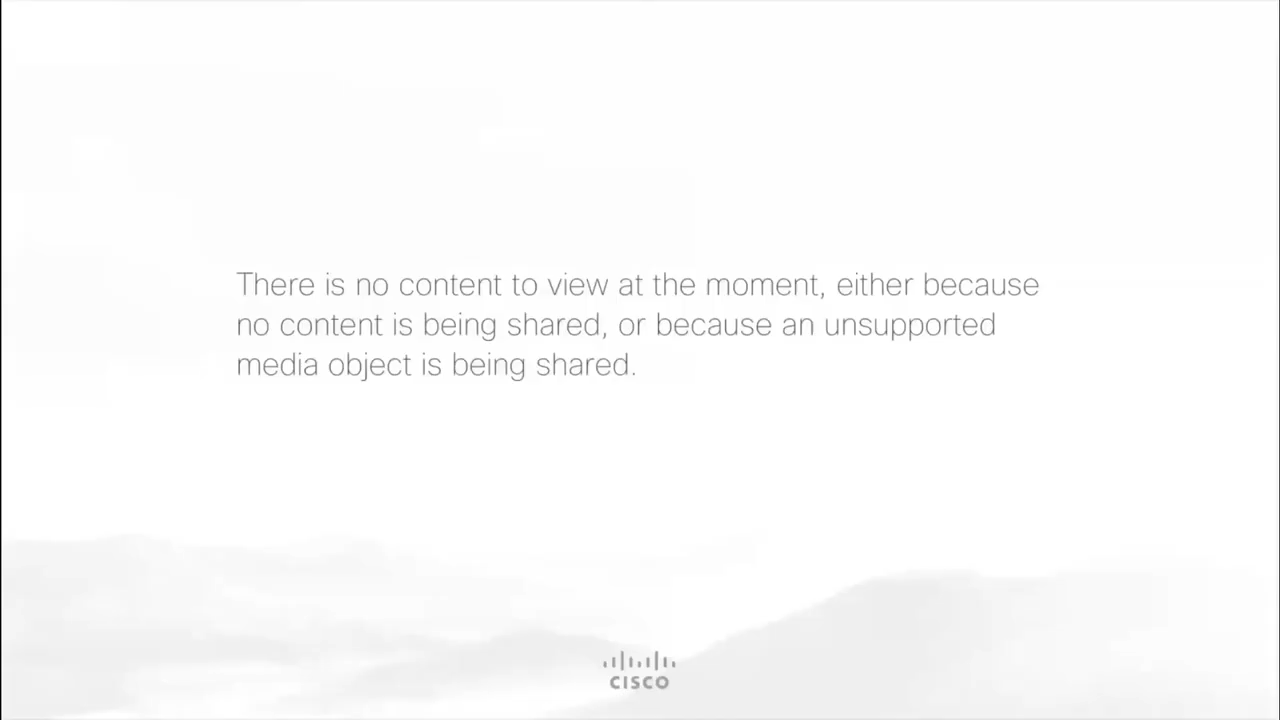 There is no content to view at the moment, either because
no content is being shared, or because an unsupported
media object is being shared.
CISCO